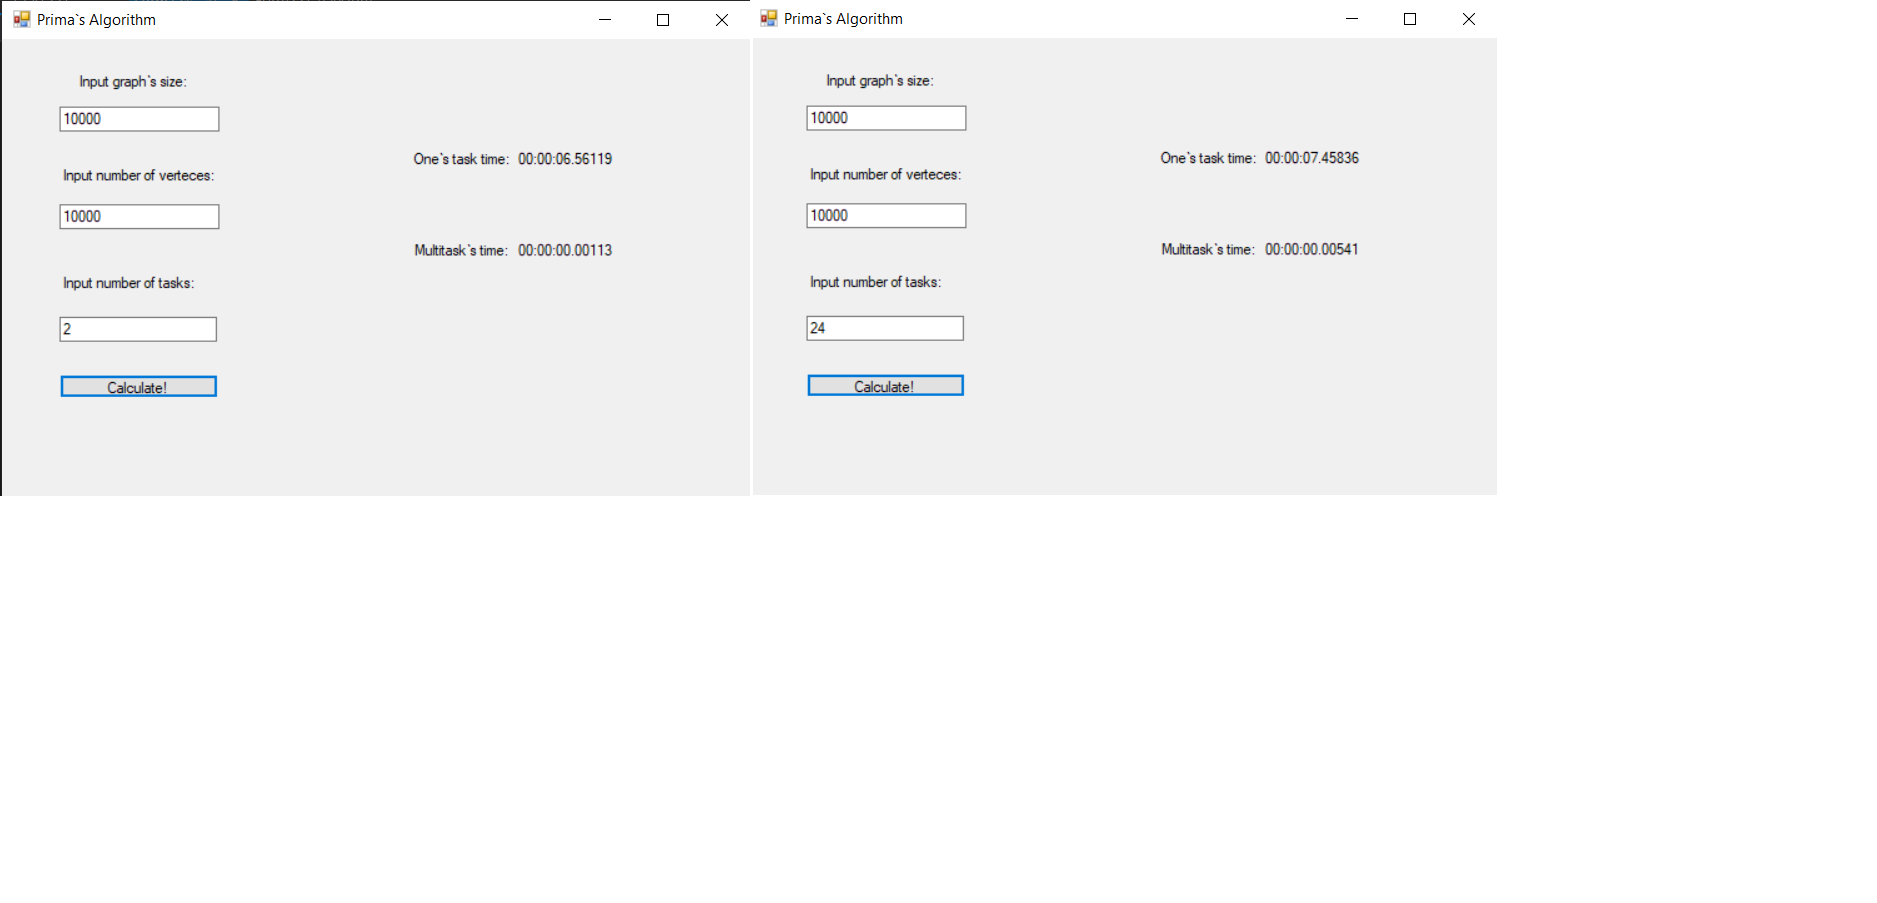 Prima`s Algorithm
Input graph`s size:
10000
One`s task time: 00:00:06.56119
Input number of verteces:
10000
Multitask`s time: 00:00:00.00113
Input number of tasks:
2
Calculate!
Prima`s Algorithm
Input graph`s size:
10000
One`s task time: 00:00:07.45836
Input number of verteces:
10000
Multitask`s time: 00:00:00.00541
Input number of tasks:
24
Calculate!